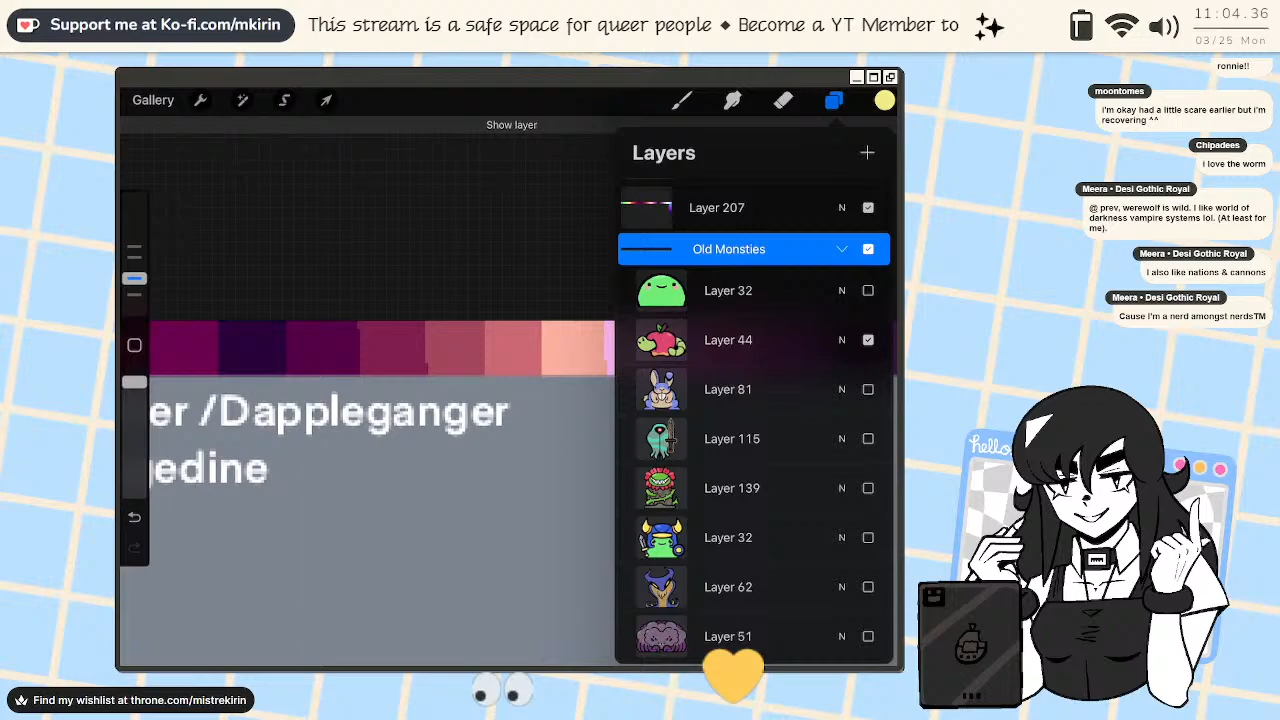 Support me at Ko-fi.com/mkirin
This stream is a safe space for queer people ◆ Become a YT Member to
11:04.36
03/25 Mon
Gallery
Show layer
Layers
Layer 207 N
Old Monsties
Layer 32 N
Layer 44 N
Layer 81 N
Layer 115 N
Layer 139 N
Layer 32 N
Layer 62 N
Layer 51 N
er /Dappleganger
gedine
ronnie!!
moontomes
i'm okay had a little scare earlier but i'm
recovering ^^
Chipadees
I love the worm
Meera • Desi Gothic Royal
@ prev, werewolf is wild. I like world of
darkness vampire systems lol. (At least for
me).
Meera • Desi Gothic Royal
I also like nations & cannons
Meera • Desi Gothic Royal
Cause I'm a nerd amongst nerdsTM
hello
Find my wishlist at throne.com/mistrekirin